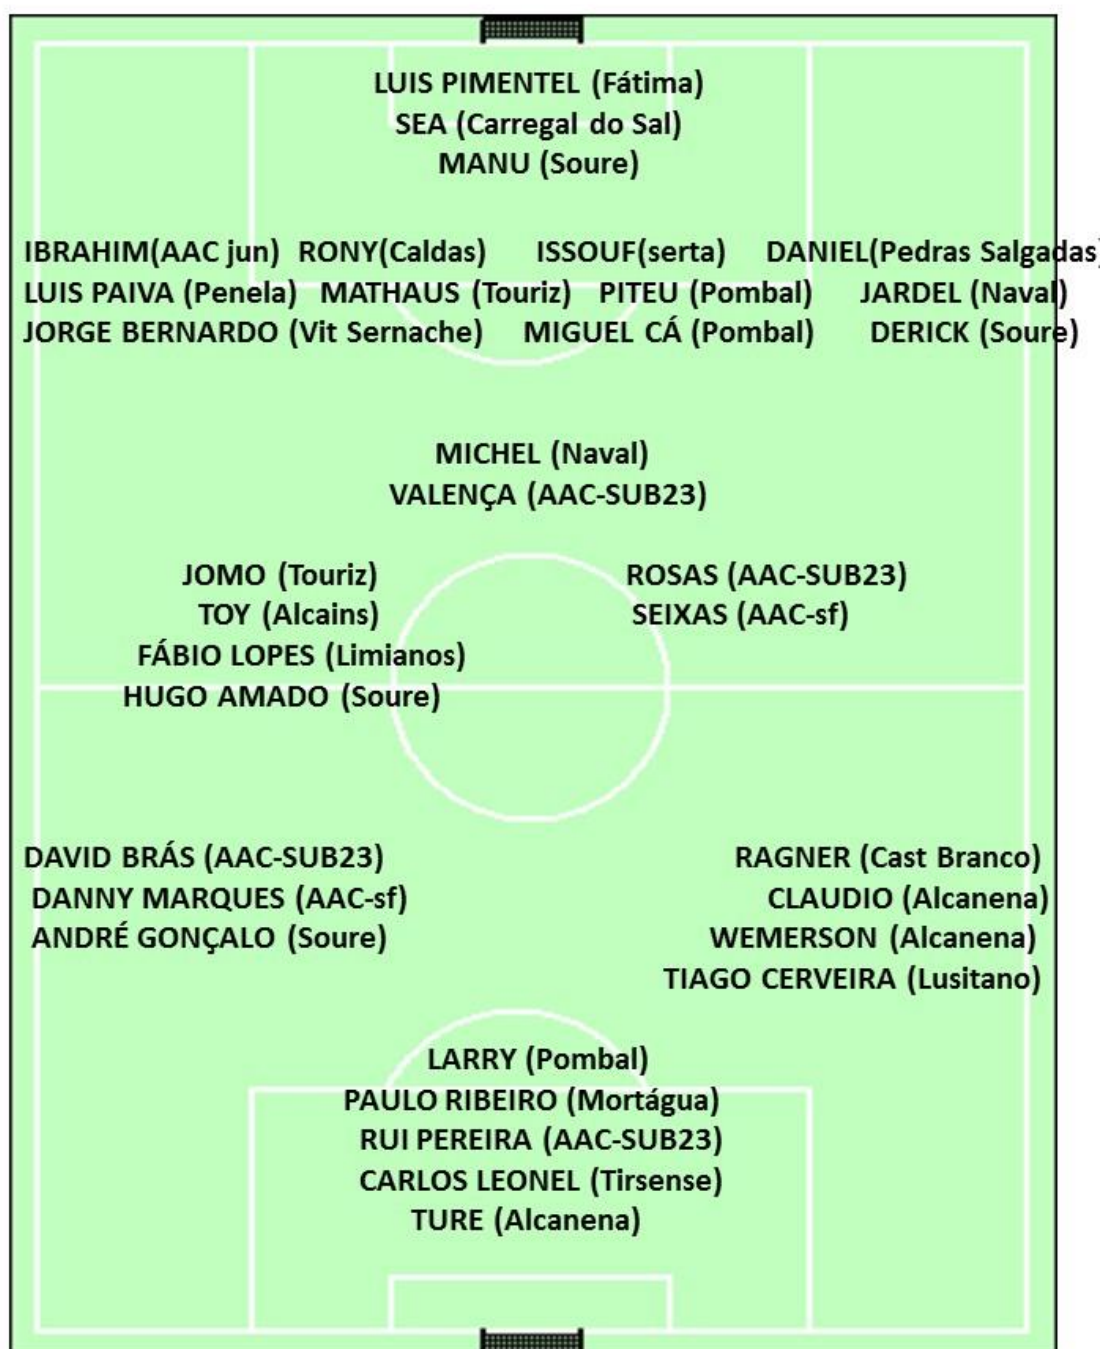 LUIS PIMENTEL (Fátima)
SEA (Carregal do Sal)
MANU (Soure)
IBRAHIM(AAC jun) RONY(Caldas) ISSOUF(serta) DANIEL(Pedras Salgadas)
LUIS PAIVA (Penela) MATHAUS (Touriz) PITEU (Pombal) JARDEL (Naval)
JORGE BERNARDO (Vit Sernache) MIGUEL CÁ (Pombal) DERICK (Soure)
MICHEL (Naval)
VALENÇA (AAC-SUB23)
JOMO (Touriz) ROSAS (AAC-SUB23)
TOY (Alcains) SEIXAS (AAC-sf)
FÁBIO LOPES (Limianos)
HUGO AMADO (Soure)
DAVID BRÁS (AAC-SUB23) RAGNER (Cast Branco)
DANNY MARQUES (AAC-sf) CLAUDIO (Alcanena)
ANDRÉ GONÇALO (Soure) WEMERSON (Alcanena)
TIAGO CERVEIRA (Lusitano)
LARRY (Pombal)
PAULO RIBEIRO (Mortágua)
RUI PEREIRA (AAC-SUB23)
CARLOS LEONEL (Tirsense)
TURE (Alcanena)